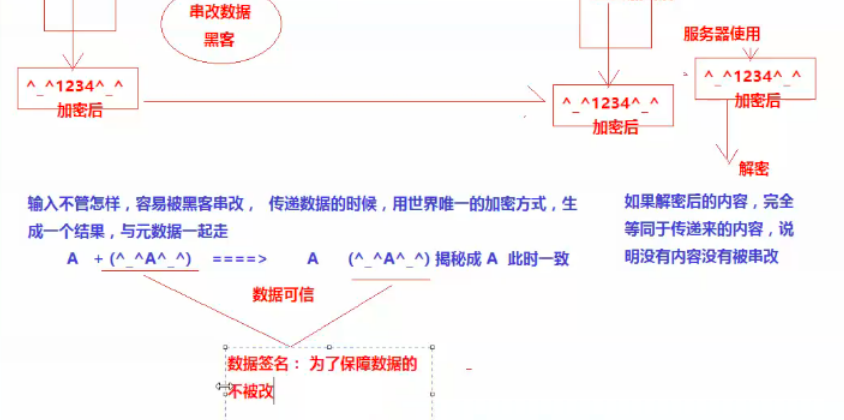 串改数据
黑客
服务器使用
^_^1234^_^
加密后
^_^1234^_^
加密后
^_^1234^_^
加密后
解密
输入不管怎样，容易被黑客串改， 传递数据的时候，用世界唯一的加密方式，生
成一个结果，与元数据一起走
A + (^_^A^_^) ====> A (^_^A^_^) 揭秘成 A 此时一致
如果解密后的内容，完全
等同于传递来的内容，说
明没有内容没有被串改
数据可信
数据签名： 为了保障数据的
不被改